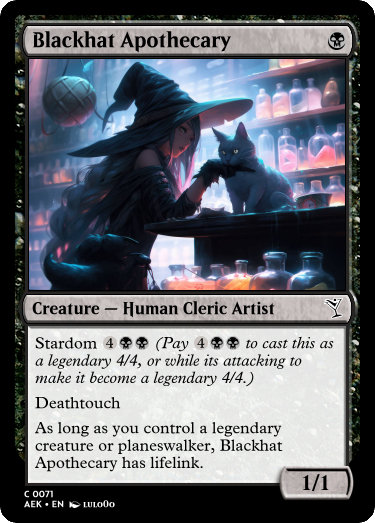 Blackhat Apothecary
Creature — Human Cleric Artist
Stardom 4 (Pay 4 to cast this as
a legendary 4/4, or while its attacking to
make it become a legendary 4/4.)
Deathtouch
As long as you control a legendary
creature or planeswalker, Blackhat
Apothecary has lifelink.
1/1
C 0071
AEK • EN LULO0o